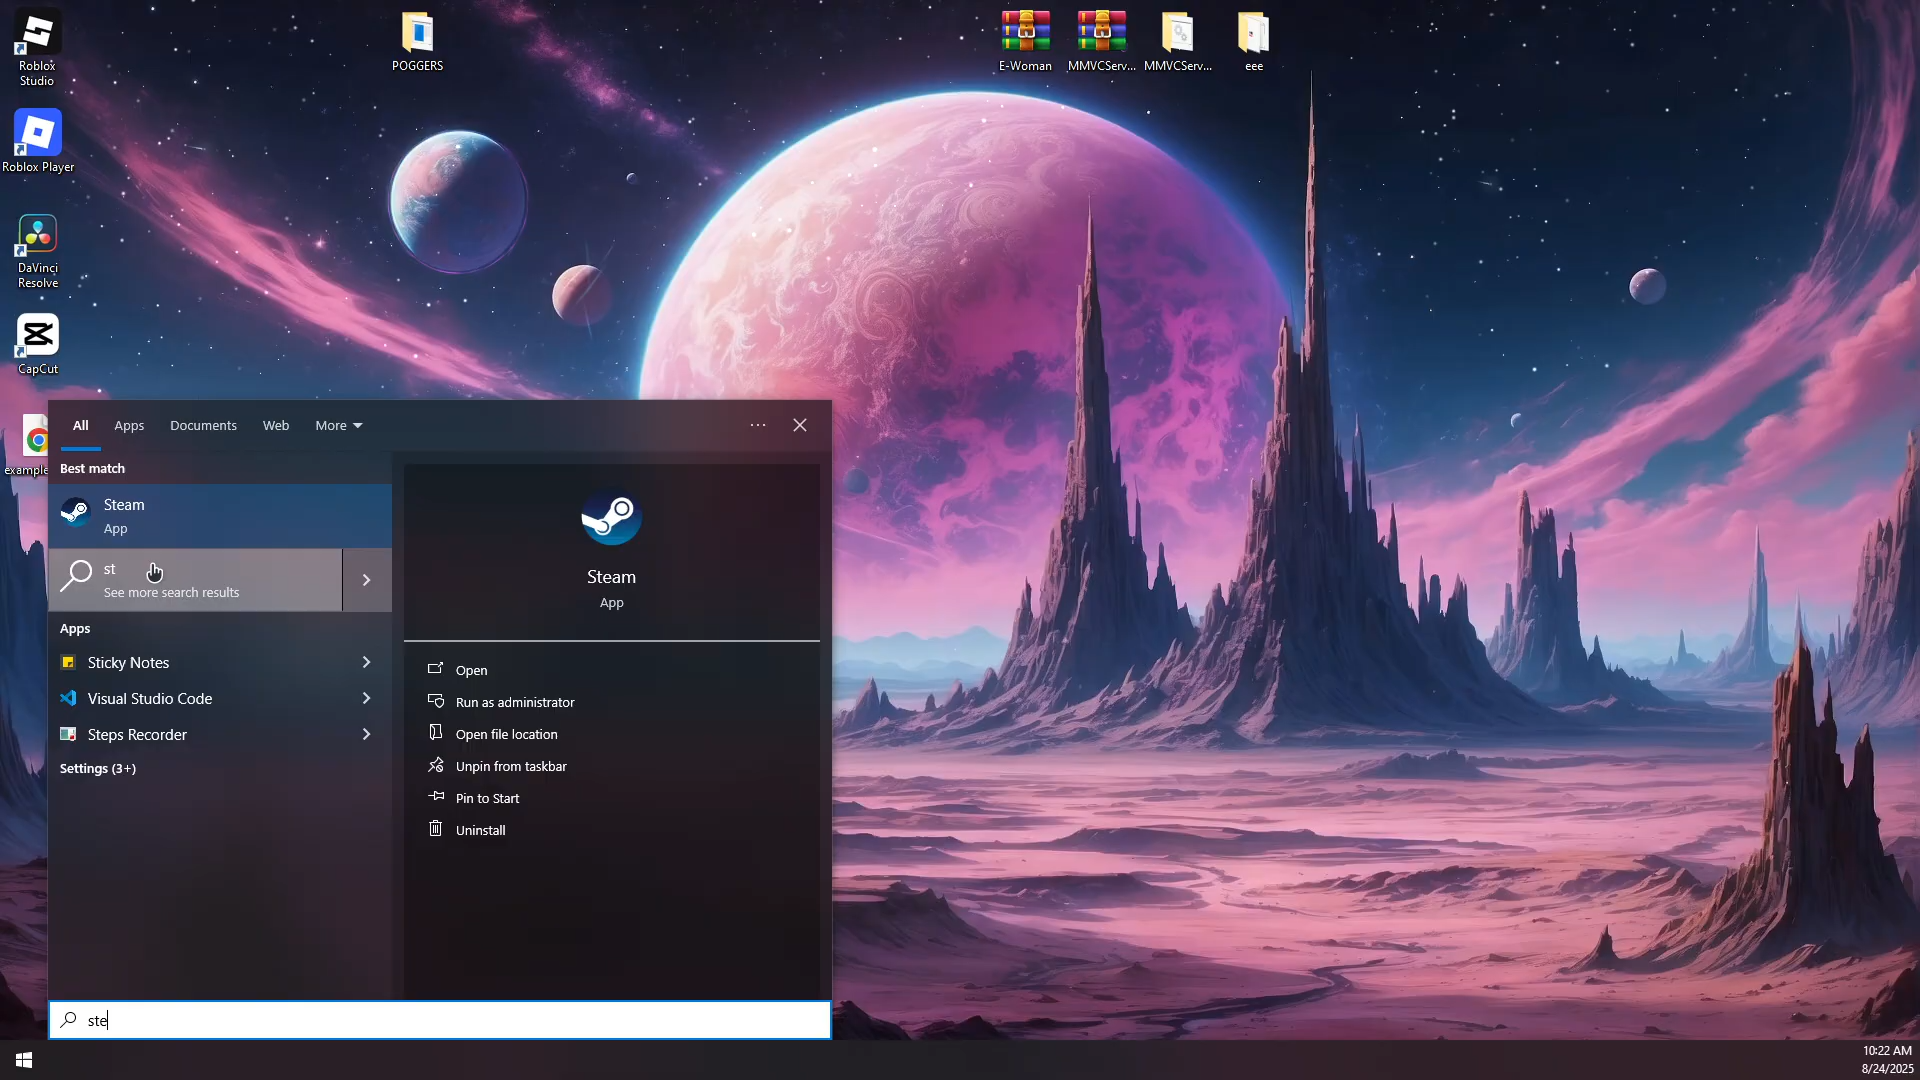 Roblox
Studio
POGGERS
E-Woman
MMVCServ...
MMVCServ...
eee
Roblox Player
DaVinci
Resolve
CapCut
example
All
Apps
Documents
Web
More
Best match
Steam
App
st
See more search results
Apps
Sticky Notes
Visual Studio Code
Steps Recorder
Settings (3+)
Steam
App
Open
Run as administrator
Open file location
Unpin from taskbar
Pin to Start
Uninstall
ste
10:22 AM
8/24/2025